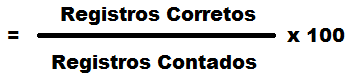 Registros Corretos
= x 100
Registros Contados